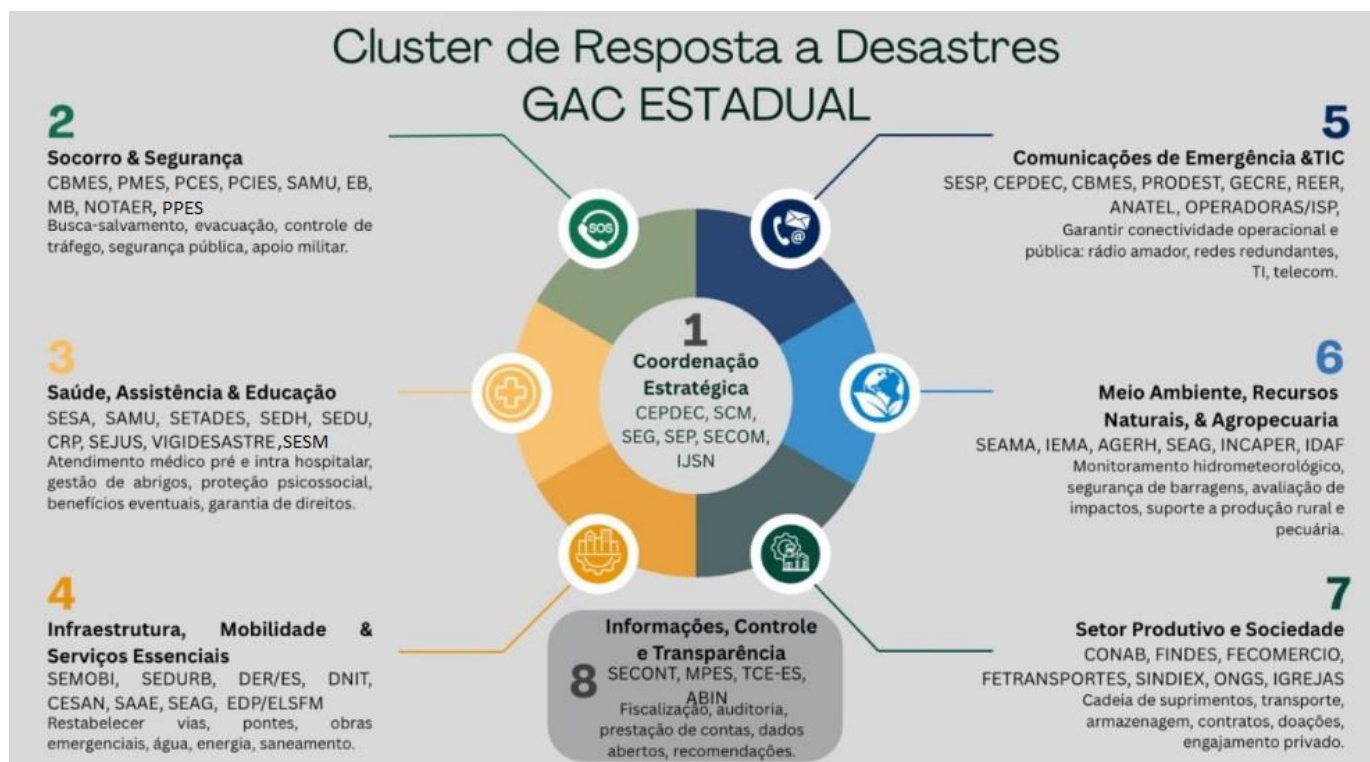 Cluster de Resposta a Desastres
GAC ESTADUAL
1
Coordenação
Estratégica
CEPDEC, SCM,
SEG, SEP, SECOM,
IJSN
2
Socorro & Segurança
CBMES, PMES, PCES, PCIES, SAMU, EB,
MB, NOTAER, PPES
Busca-salvamento, evacuação, controle de
tráfego, segurança pública, apoio militar.
SOS
3
Saúde, Assistência & Educação
SESA, SAMU, SETADES, SEDH, SEDU,
CRP, SEJUS, VIGIDESASTRE,SESM
Atendimento médico pré e intra hospitalar,
gestão de abrigos, proteção psicossocial,
benefícios eventuais, garantia de direitos.
4
Infraestrutura, Mobilidade &
Serviços Essenciais
SEMOBI, SEDURB, DER/ES, DNIT,
CESAN, SAAE, SEAG, EDP/ELSFM
Restabelecer vias, pontes, obras
emergenciais, água, energia, saneamento.
5
Comunicações de Emergência &TIC
SESP, CEPDEC, CBMES, PRODEST, GECRE, REER,
ANATEL, OPERADORAS/ISP,
Garantir conectividade operacional e
pública: rádio amador, redes redundantes,
TI, telecom.
@
6
Meio Ambiente, Recursos
Naturais, & Agropecuaria
SEAMA, IEMA, AGERH, SEAG, INCAPER, IDAF
Monitoramento hidrometeorológico,
segurança de barragens, avaliação de
impactos, suporte a produção rural e
pecuária.
7
Setor Produtivo e Sociedade
CONAB, FINDES, FECOMERCIO,
FETRANSPORTES, SINDIEX, ONGS, IGREJAS
Cadeia de suprimentos, transporte,
armazenagem, contratos, doações,
engajamento privado.
8
Informações, Controle
e Transparência
SECONT, MPES, TCE-ES,
ABIN
Fiscalização, auditoria,
prestação de contas, dados
abertos, recomendações.